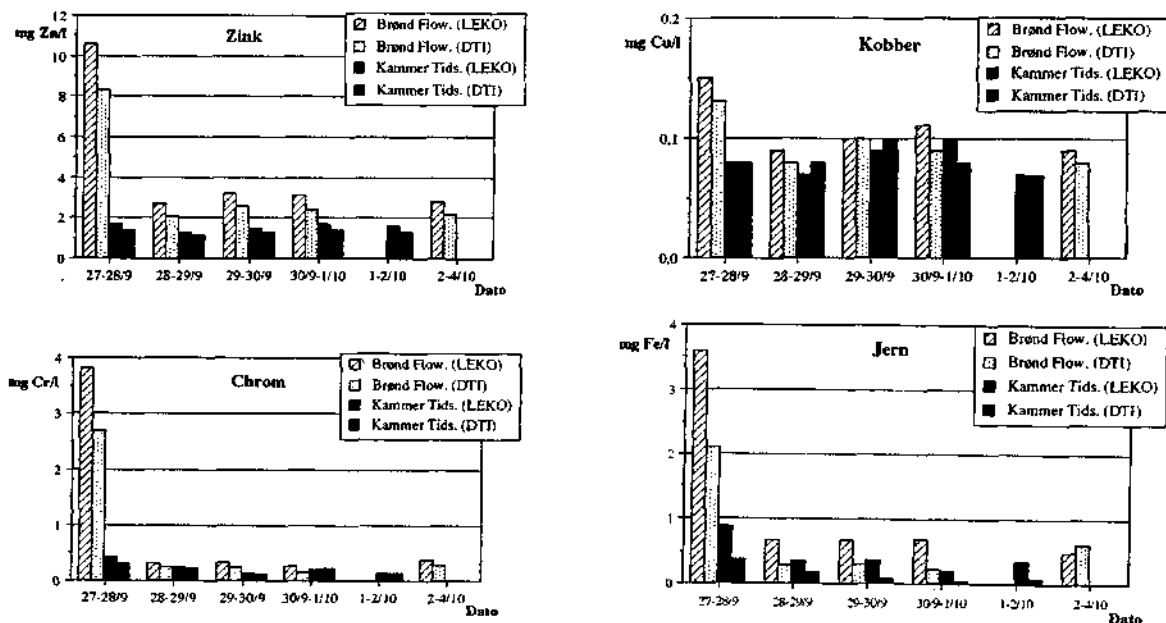 mg Zn/l
Zink
Brønd Flow. (LEKO)
Brønd Flow. (DTI)
Kammer Tids. (LEKO)
Kammer Tids. (DTI)
12
10
8
6
4
2
0
27-28/9 28-29/9 29-30/9 30/9-1/10 1-2/10 2-4/10
Dato
mg Cu/l
Kobber
Brønd Flow. (LEKO)
Brønd Flow. (DTI)
Kammer Tids. (LEKO)
Kammer Tids. (DTI)
0.2
0.1
0.0
27-28/9 28-29/9 29-30/9 30/9-1/10 1-2/10 2-4/10
Dato
mg Cr/l
Chrom
Brønd Flow. (LEKO)
Brønd Flow. (DTI)
Kammer Tids. (LEKO)
Kammer Tids. (DTI)
4
3
2
1
0
27-28/9 28-29/9 29-30/9 30/9-1/10 1-2/10 2-4/10
Dato
mg Fe/l
Jern
Brønd Flow. (LEKO)
Brønd Flow. (DTI)
Kammer Tids. (LEKO)
Kammer Tids. (DTI)
4
3
2
1
0
27-28/9 28-29/9 29-30/9 30/9-1/10 1-2/10 2-4/10
Dato